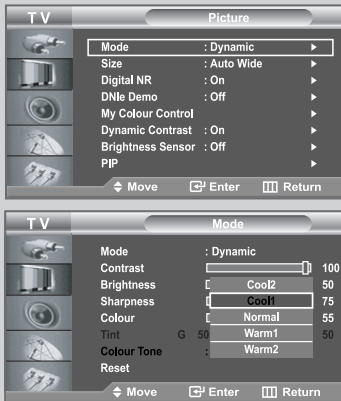 TV Picture
Mode : Dynamic
Size : Auto Wide
Digital NR : On
DNIe Demo : Off
My Colour Control
Dynamic Contrast : On
Brightness Sensor : Off
PIP
Move Enter Return
TV Mode
Mode : Dynamic
Contrast 100
Brightness Cool2 50
Sharpness Cool1 75
Colour Normal 55
Tint G 50 Warm1 50
Colour Tone : Warm2
Reset
Move Enter Return